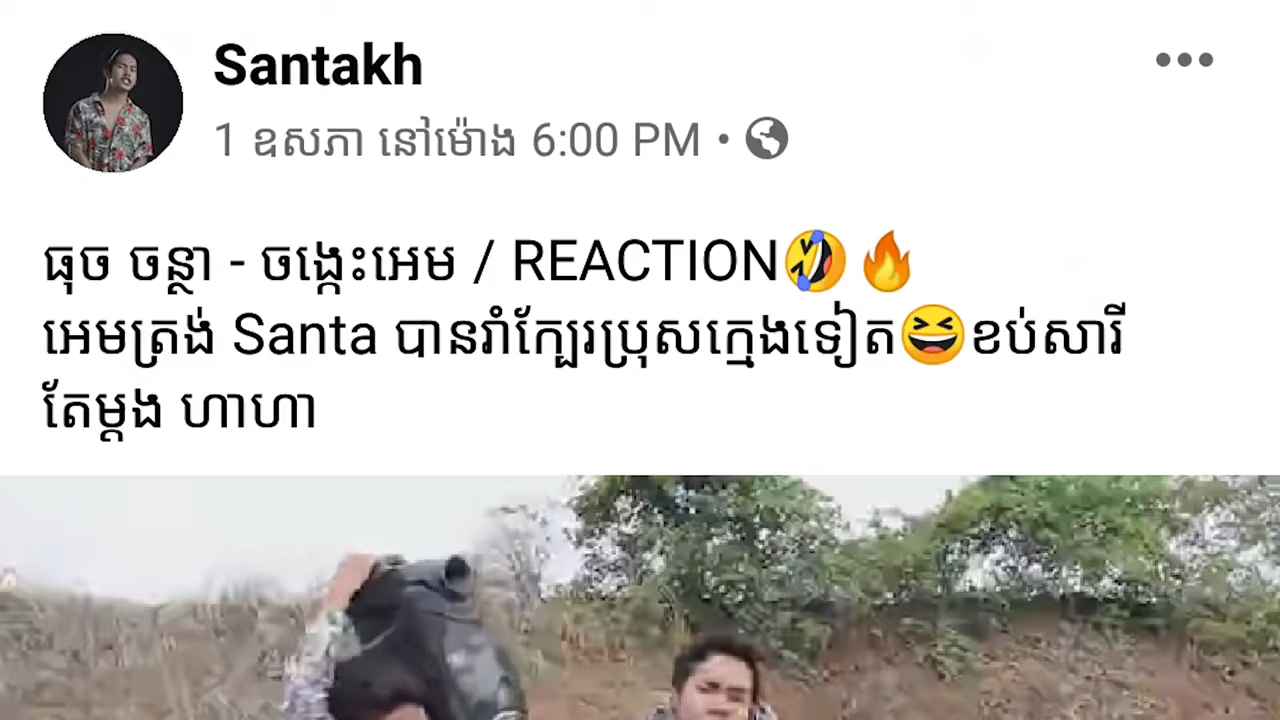 Santakh
1 ឧសភា នៅម៉ោង 6:00 PM •
ធុច ចន្ថា - ចង្កេះអេម / REACTION🤣🔥
អេមត្រង់ Santa បានរាំក្បែរប្រុសក្មេងទៀត😆ខប់សារី
តែម្តង ហាហា